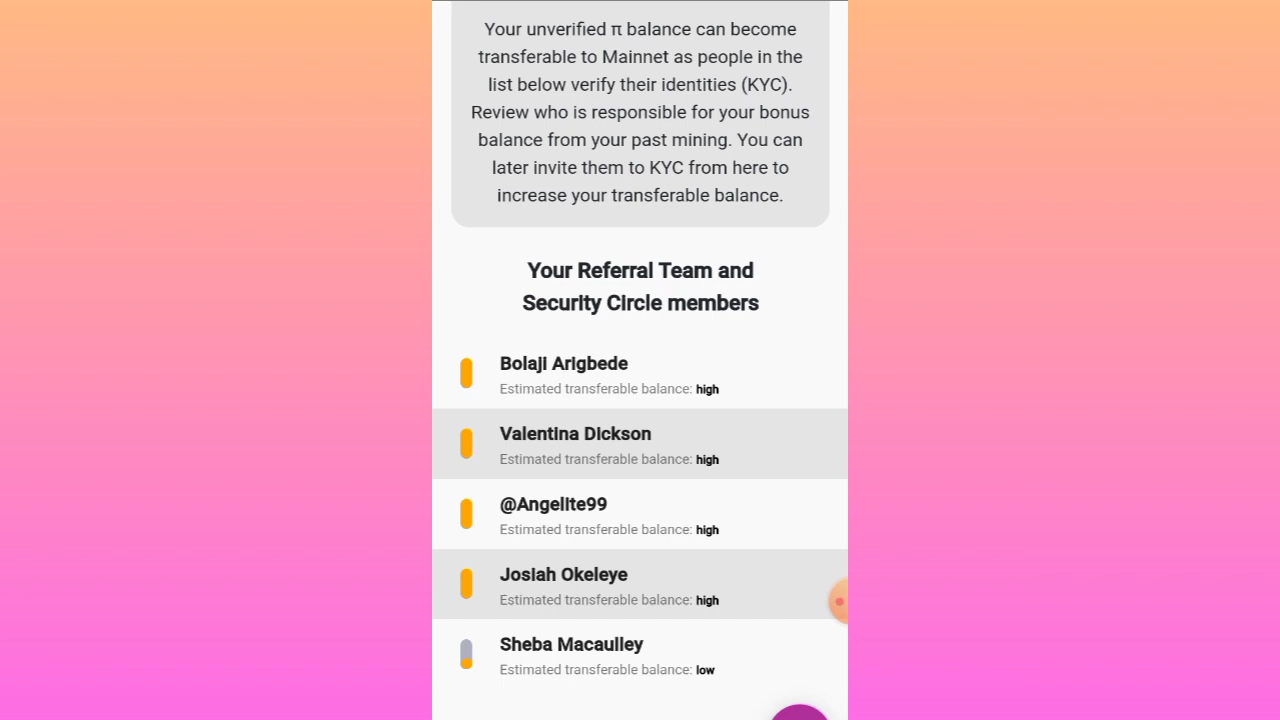 Your unverified π balance can become
transferable to Mainnet as people in the
list below verify their identities (KYC).
Review who is responsible for your bonus
balance from your past mining. You can
later invite them to KYC from here to
increase your transferable balance.
Your Referral Team and
Security Circle members
Bolaji Arigbede
Estimated transferable balance: high
Valentina Dickson
Estimated transferable balance: high
@Angelite99
Estimated transferable balance: high
Josiah Okeleye
Estimated transferable balance: high
Sheba Macaulley
Estimated transferable balance: low